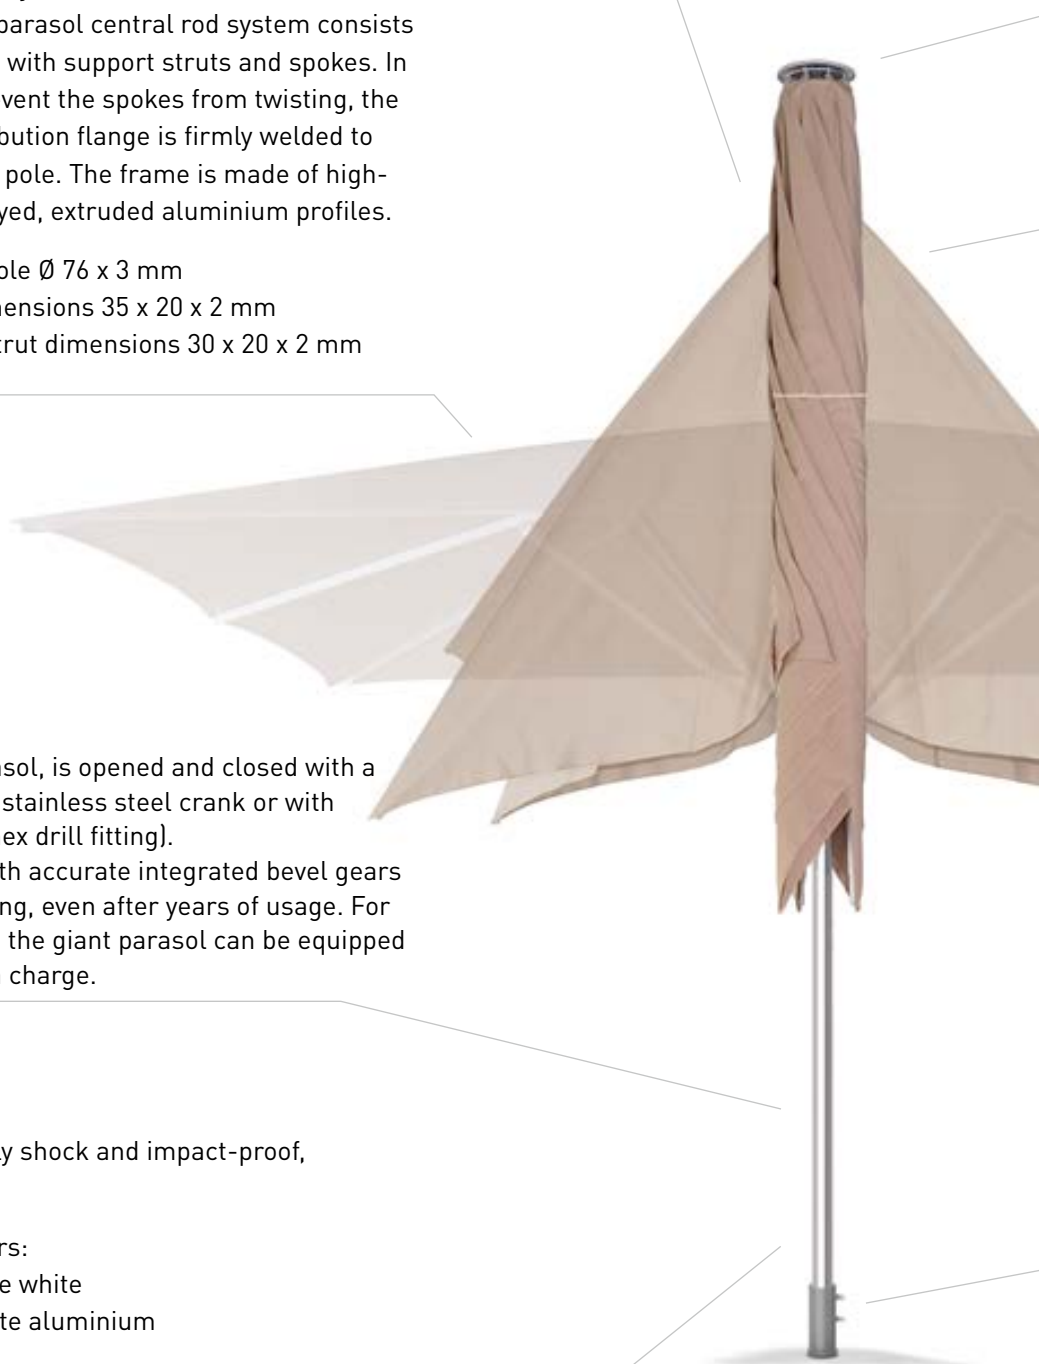 parasol central rod system consists
with support struts and spokes. In
vent the spokes from twisting, the
bution flange is firmly welded to
pole. The frame is made of high-
yed, extruded aluminium profiles.
ole Ø 76 x 3 mm
ensions 35 x 20 x 2 mm
trut dimensions 30 x 20 x 2 mm
asol, is opened and closed with a
stainless steel crank or with
ex drill fitting).
th accurate integrated bevel gears
ng, even after years of usage. For
the giant parasol can be equipped
charge.
ly shock and impact-proof,
rs:
e white
te aluminium